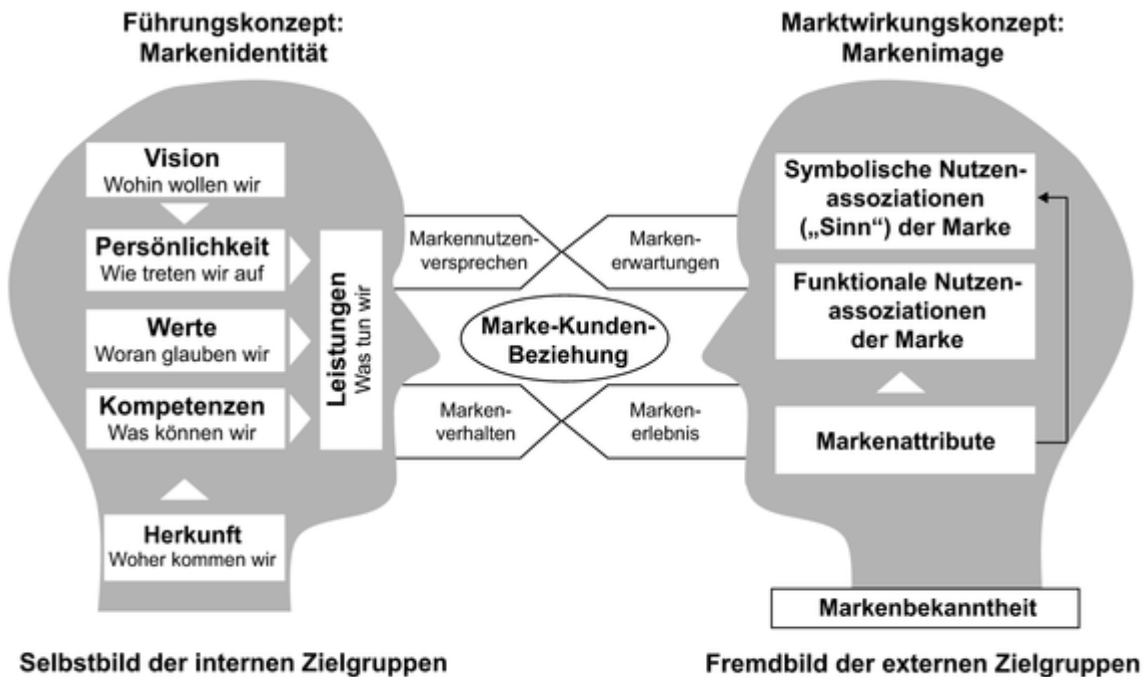 Führungskonzept:
Markenidentität
Vision
Wohin wollen wir
Persönlichkeit
Wie treten wir auf
Werte
Woran glauben wir
Kompetenzen
Was können wir
Herkunft
Woher kommen wir
Leistungen
Was tun wir
Selbstbild der internen Zielgruppen
Markennutzen-
versprechen
Marken-
erwartungen
Marke-Kunden-
Beziehung
Marken-
verhalten
Marken-
erlebnis
Marktwirkungskonzept:
Markenimage
Symbolische Nutzen-
assoziationen
(„Sinn“) der Marke
Funktionale Nutzen-
assoziationen
der Marke
Markenattribute
Markenbekanntheit
Fremdbild der externen Zielgruppen